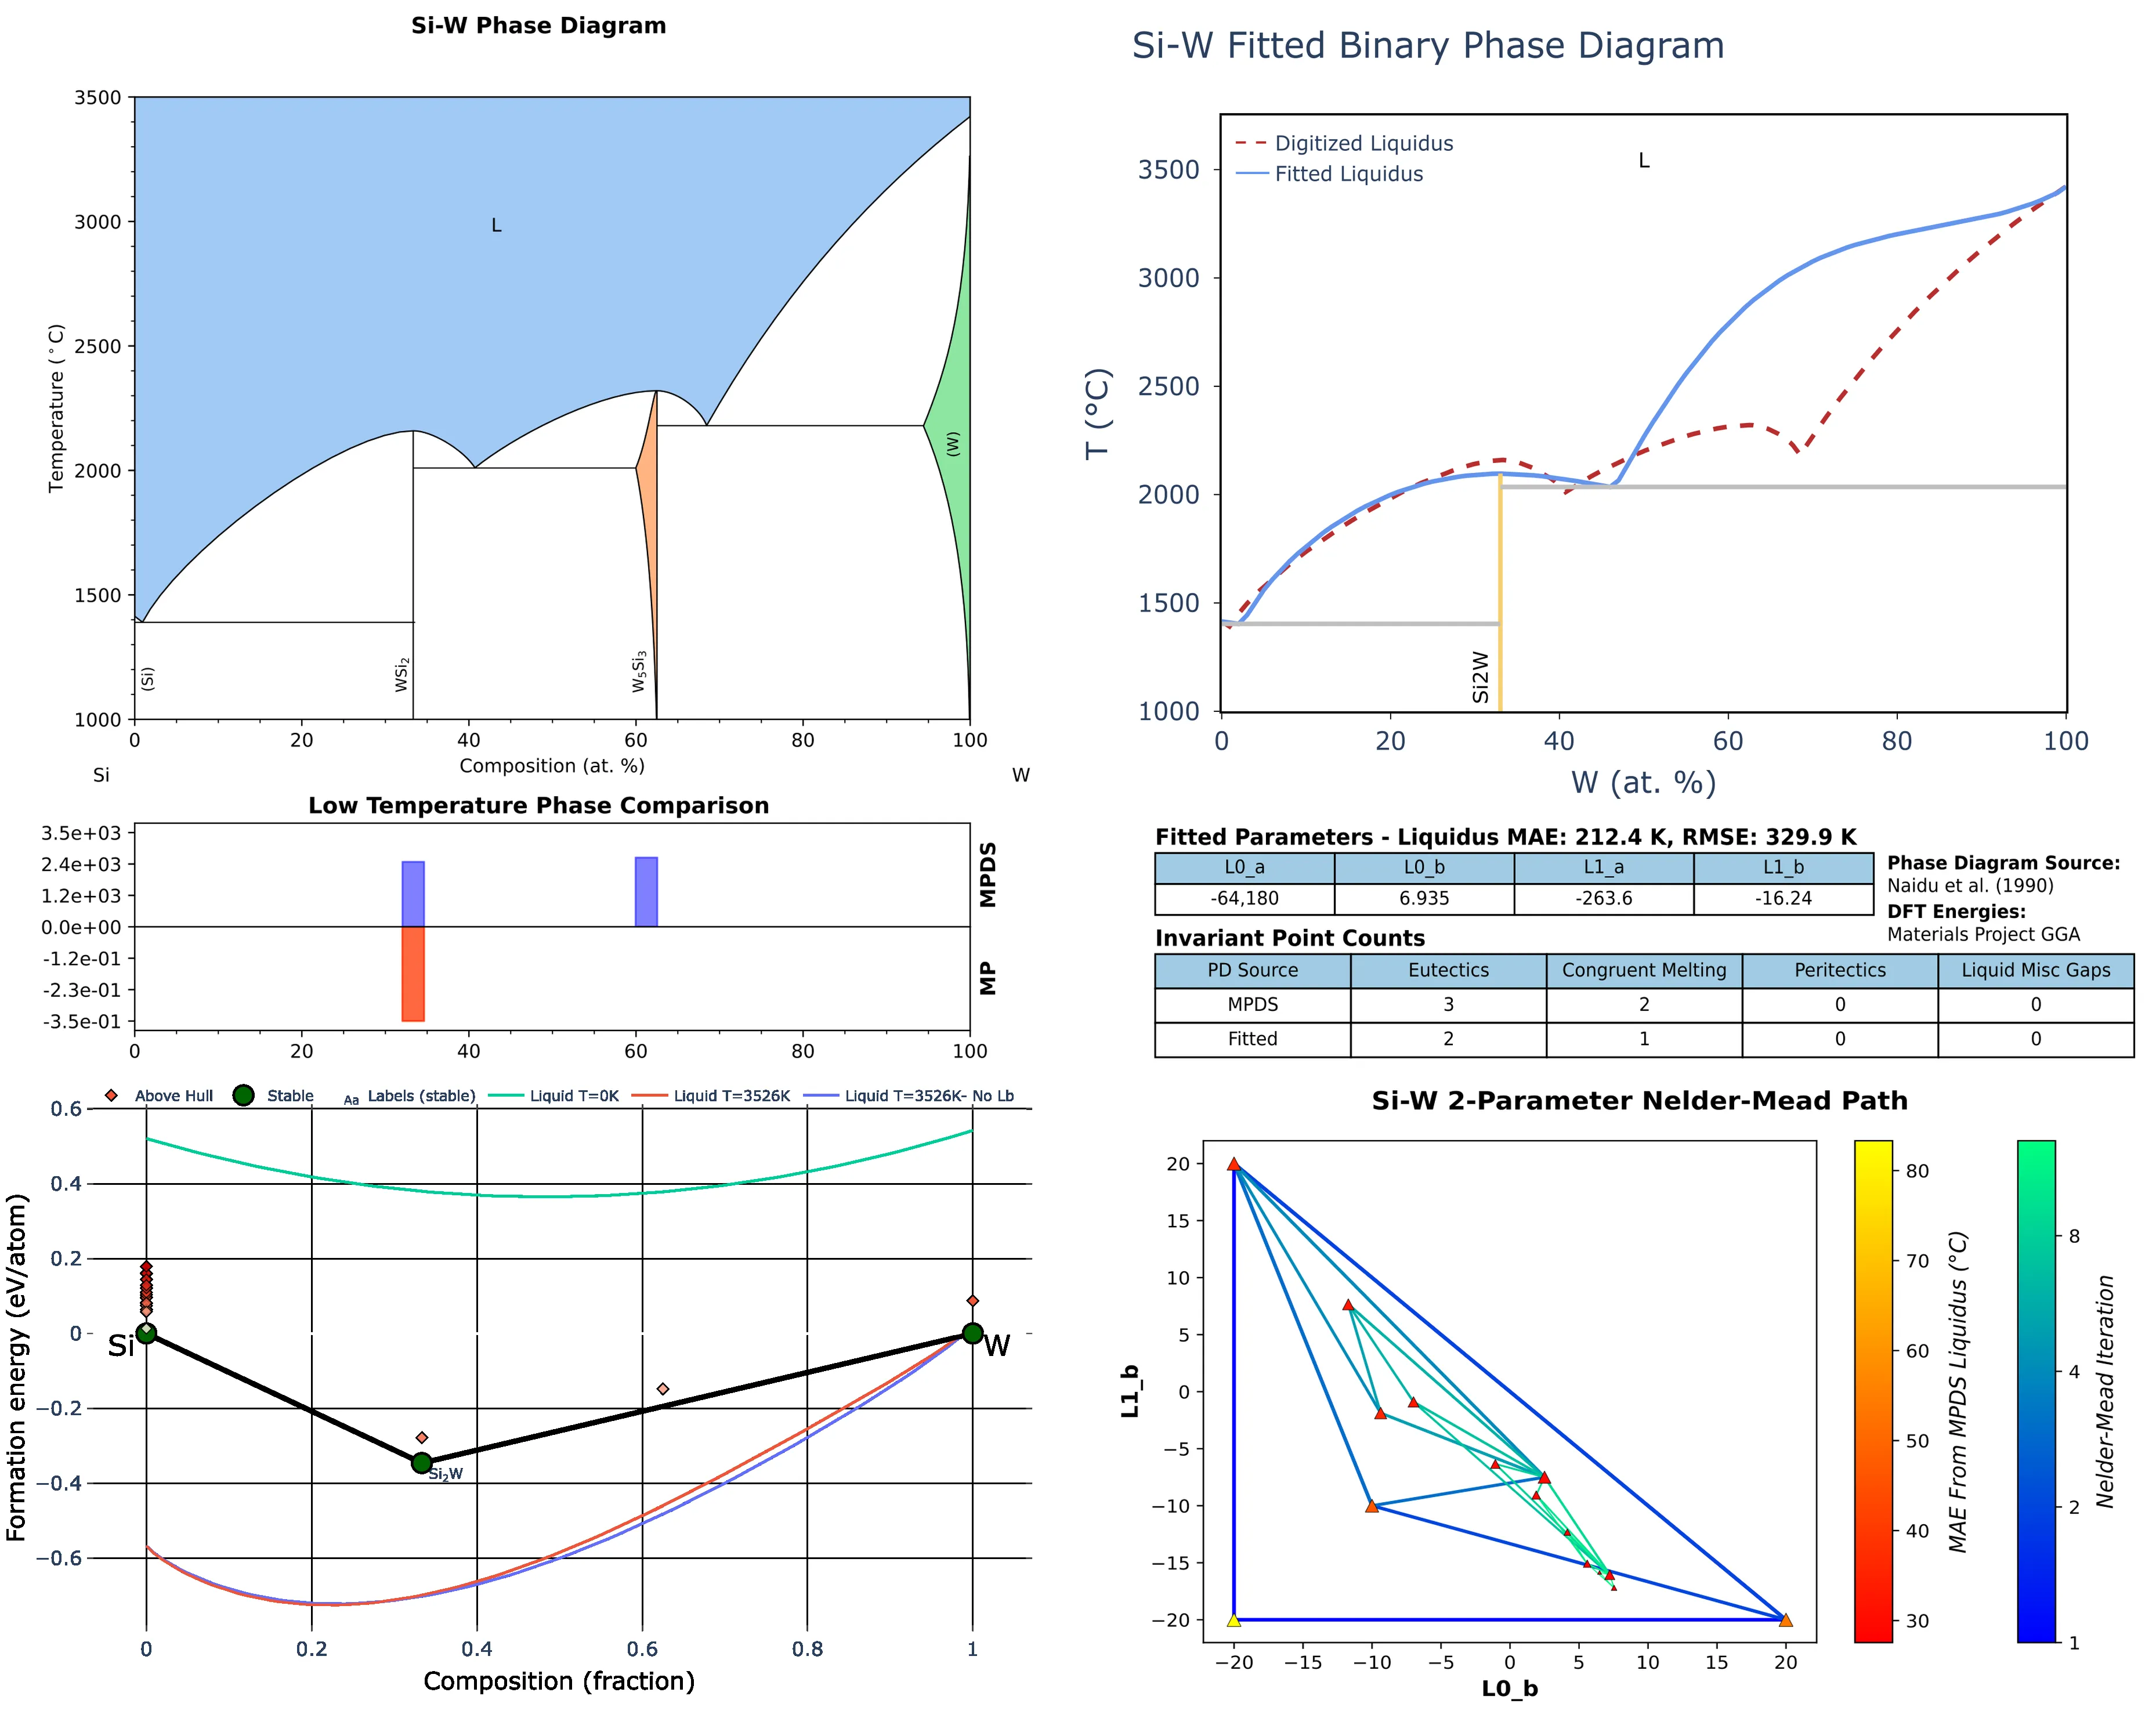 Si-W Phase Diagram
3500
3000
2500
2000
1500
1000
Temperature (°C)
L
(Si)
WSi2
W5Si3
(W)
0 20 40 60 80 100
Composition (at. %)
Si W
Low Temperature Phase Comparison
3.5e+03
2.4e+03
1.2e+03
0.0e+00
-1.2e-01
-2.3e-01
-3.5e-01
MPDS
MP
0 20 40 60 80 100
Above Hull Stable Aa Labels (stable) Liquid T=0K Liquid T=3526K Liquid T=3526K- No Lb
0.6
0.4
0.2
0
−0.2
−0.4
−0.6
Formation energy (eV/atom)
Si
W
Si2W
0 0.2 0.4 0.6 0.8 1
Composition (fraction)
Si-W Fitted Binary Phase Diagram
Digitized Liquidus
Fitted Liquidus
L
3500
3000
2500
2000
1500
1000
T (°C)
Si2W
0 20 40 60 80 100
W (at. %)
Fitted Parameters - Liquidus MAE: 212.4 K, RMSE: 329.9 K
L0_a L0_b L1_a L1_b
-64,180 6.935 -263.6 -16.24
Phase Diagram Source:
Naidu et al. (1990)
DFT Energies:
Materials Project GGA
Invariant Point Counts
PD Source Eutectics Congruent Melting Peritectics Liquid Misc Gaps
MPDS 3 2 0 0
Fitted 2 1 0 0
Si-W 2-Parameter Nelder-Mead Path
20
15
10
5
0
−5
−10
−15
−20
L1_b
−20 −15 −10 −5 0 5 10 15 20
L0_b
80
70
60
50
40
30
MAE From MPDS Liquidus (°C)
8
4
2
1
Nelder-Mead Iteration